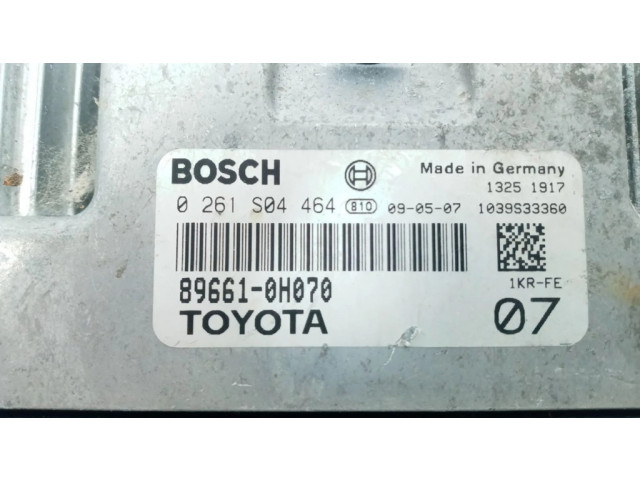 BOSCH Made in Germany
1325 1917
0 261 S04 464 810 09-05-07 1039S33360
89661-0H070 1KR-FE
TOYOTA 07